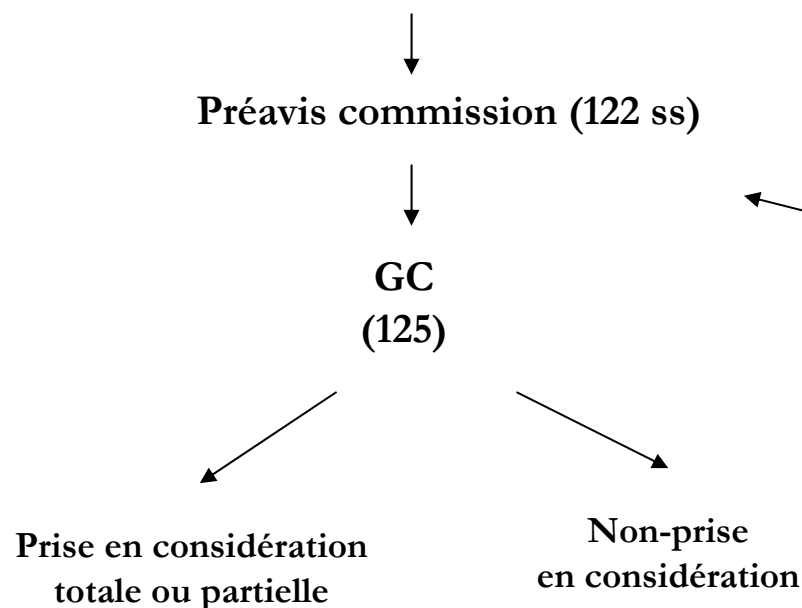 Préavis commission (122 ss)
GC
(125)
Prise en considération
totale ou partielle
Non-prise
en considération